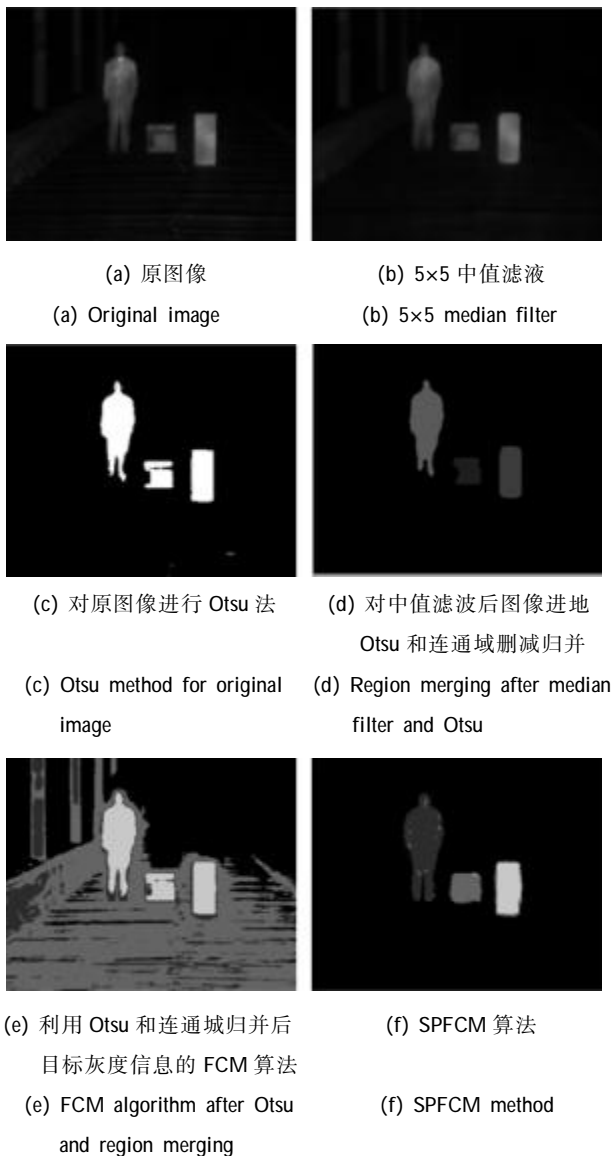 (a) 原图像
(b) 5×5 中值滤液
(a) Original image
(b) 5×5 median filter
(c) 对原图像进行 Otsu 法
(d) 对中值滤波后图像进地
Otsu 和连通域删减归并
(c) Otsu method for original
image
(d) Region merging after median
filter and Otsu
(e) 利用 Otsu 和连通城归并后
目标灰度信息的 FCM 算法
(f) SPFCM 算法
(e) FCM algorithm after Otsu
and region merging
(f) SPFCM method